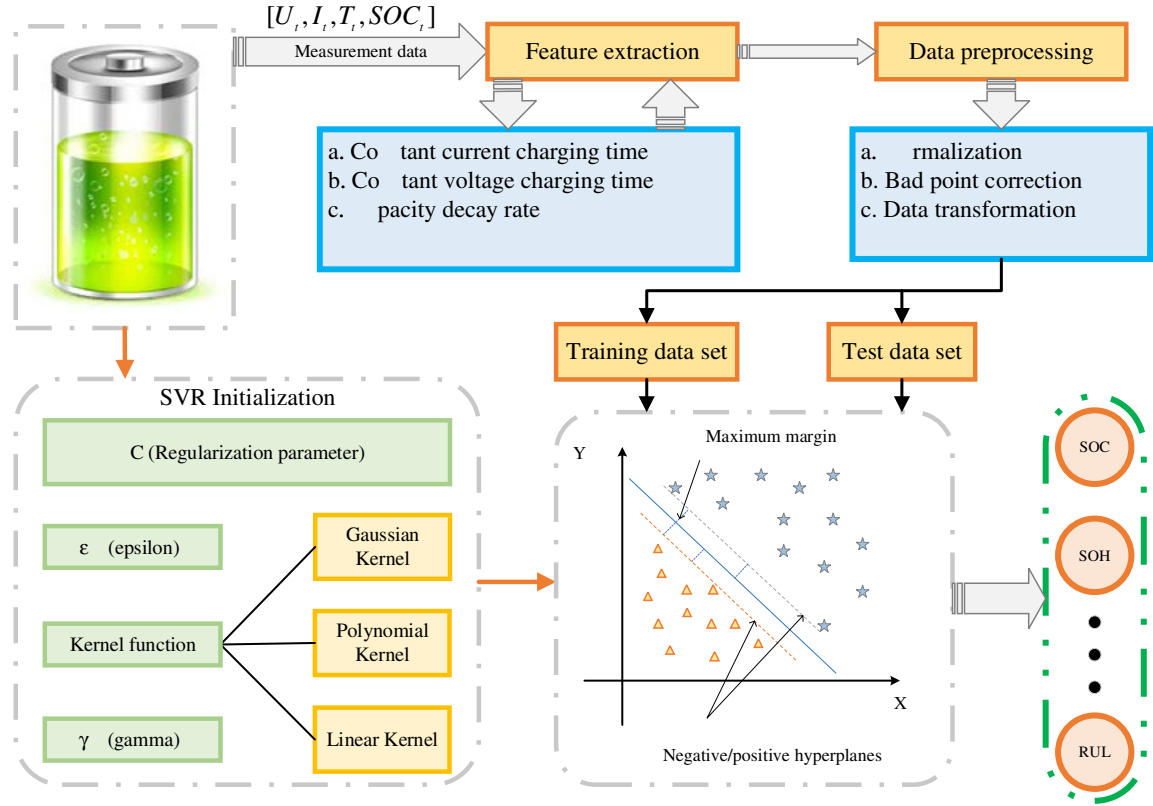 [U_t, I_t, T_t, SOC_t]
Measurement data
Feature extraction
Data preprocessing
a. Co tant current charging time
b. Co tant voltage charging time
c. pacity decay rate
a. rmalization
b. Bad point correction
c. Data transformation
Training data set
Test data set
SVR Initialization
C (Regularization parameter)
ε (epsilon)
Kernel function
γ (gamma)
Gaussian
Kernel
Polynomial
Kernel
Linear Kernel
Maximum margin
Y
X
Negative/positive hyperplanes
SOC
SOH
RUL